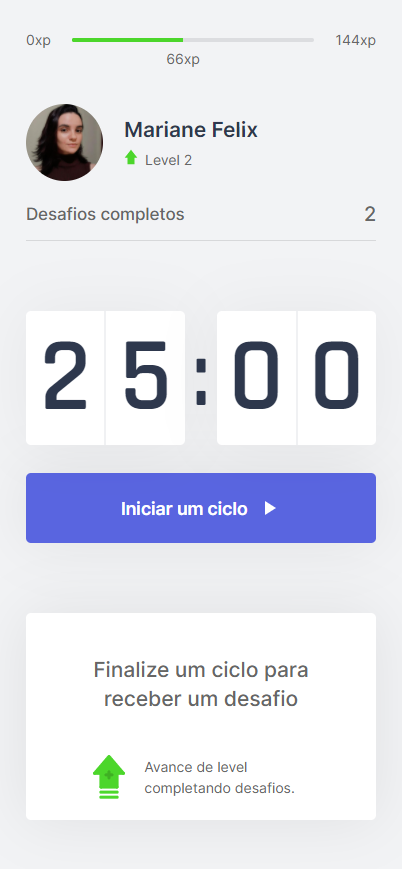 0xp 144xp
66xp
Mariane Felix
Level 2
Desafios completos 2
25:00
Iniciar um ciclo
Finalize um ciclo para
receber um desafio
Avance de level
completando desafios.